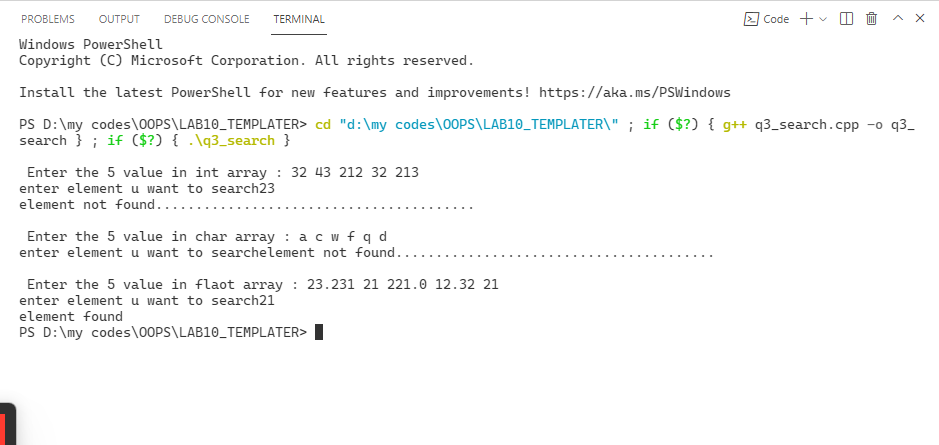 PROBLEMS OUTPUT DEBUG CONSOLE TERMINAL Code
Windows PowerShell
Copyright (C) Microsoft Corporation. All rights reserved.
Install the latest PowerShell for new features and improvements! https://aka.ms/PSWindows
PS D:\my codes\OOPS\LAB10_TEMPLATER> cd "d:\my codes\OOPS\LAB10_TEMPLATER\" ; if ($?) { g++ q3_search.cpp -o q3_
search } ; if ($?) { .\q3_search }
Enter the 5 value in int array : 32 43 212 32 213
enter element u want to search23
element not found........................................
Enter the 5 value in char array : a c w f q d
enter element u want to searchelement not found........................................
Enter the 5 value in flaot array : 23.231 21 221.0 12.32 21
enter element u want to search21
element found
PS D:\my codes\OOPS\LAB10_TEMPLATER>